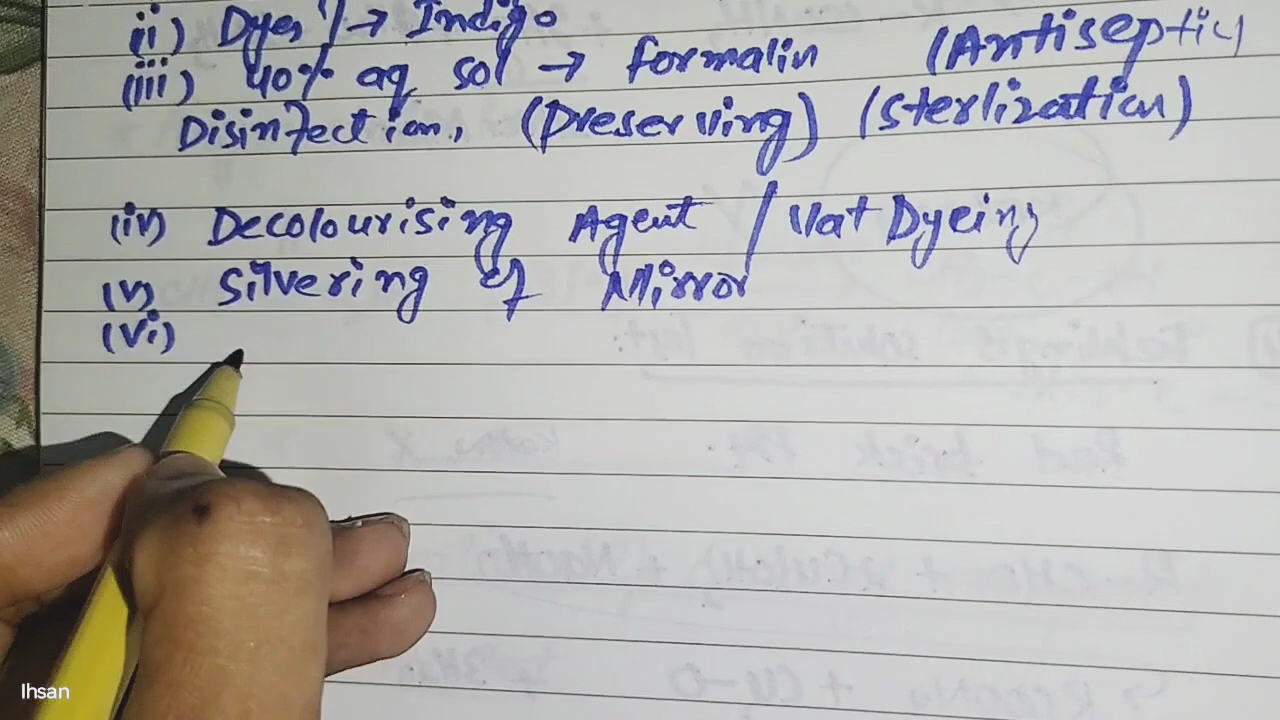 (ii) Dyes → Indigo
(iii) 40% aq sol → formalin (Antiseptic)
Disinfection, (Preserving) (Sterlization)
(iv) Decolourising Agent / Vat Dyeing
(v) Silvering of Mirror
(vi)
Ihsan